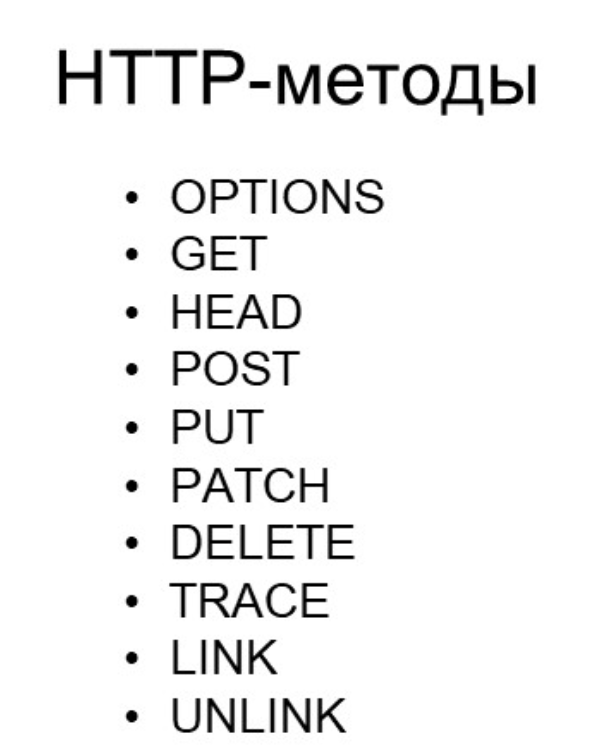 HTTP-методы
• OPTIONS
• GET
• HEAD
• POST
• PUT
• PATCH
• DELETE
• TRACE
• LINK
• UNLINK